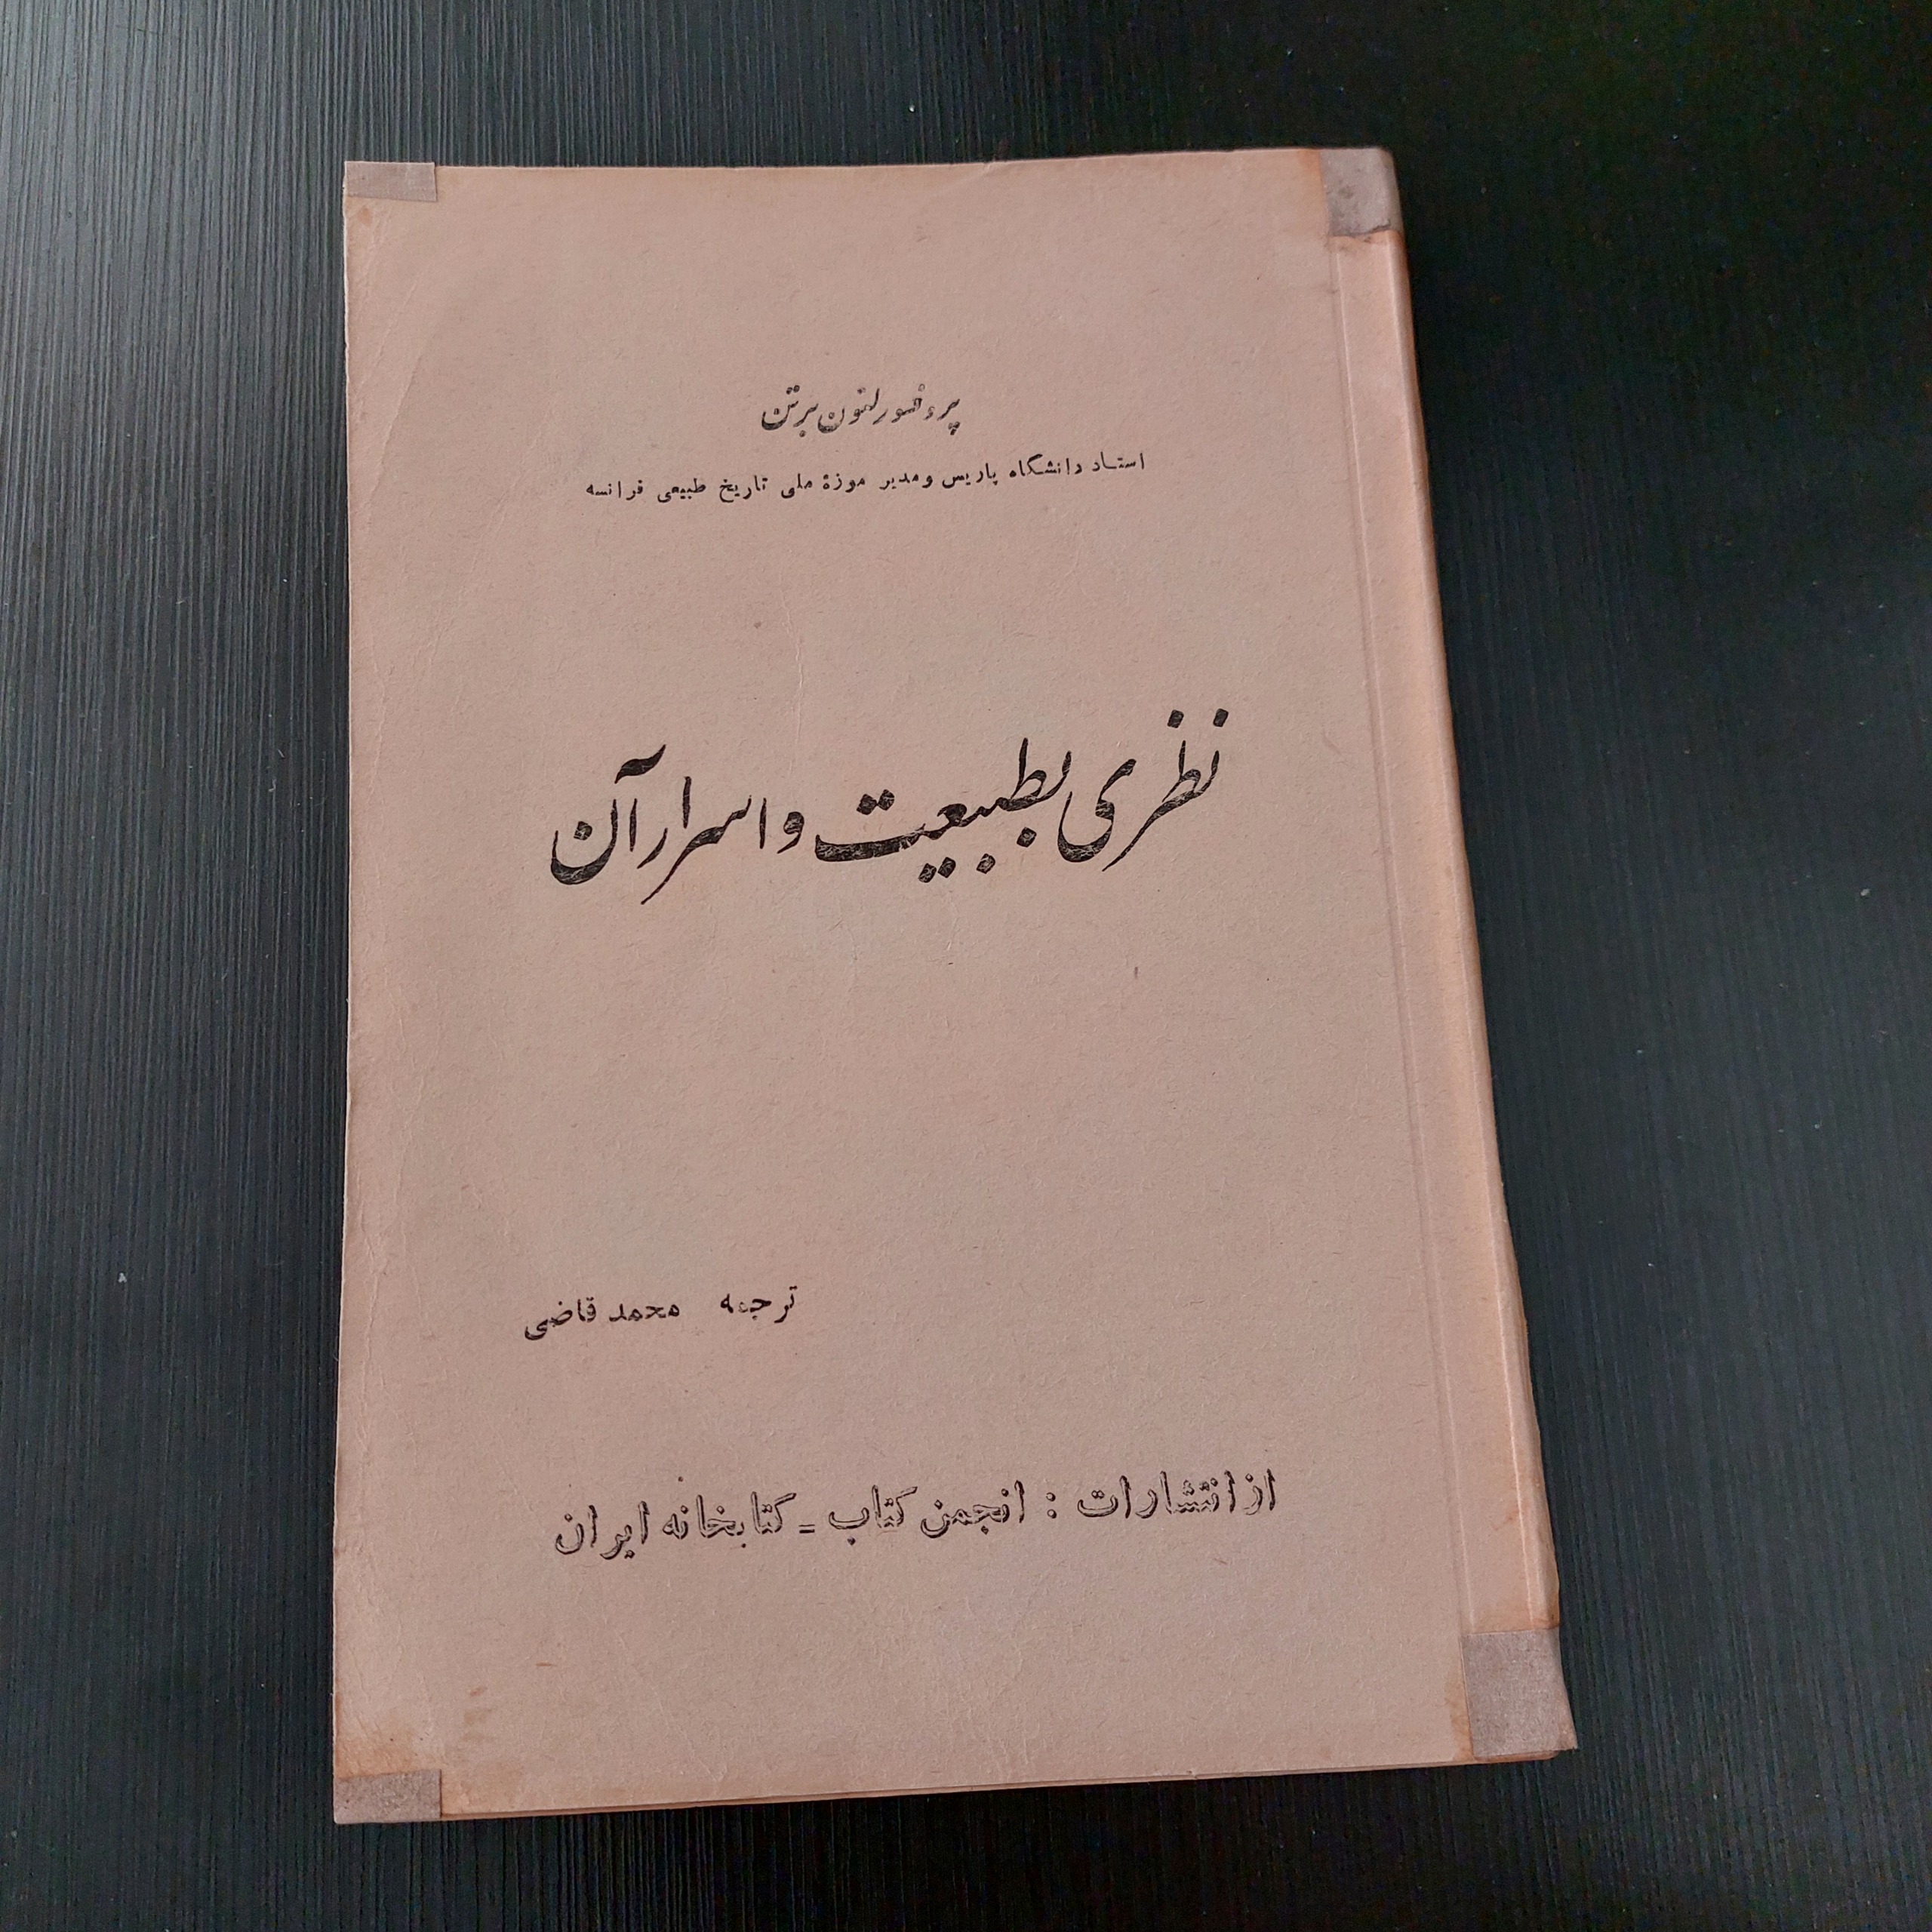 پروفسور لئون برتن
استاد دانشگاه پاریس و مدیر موزهٔ ملی تاریخ طبیعی فرانسه
نظری بطبیعت و اسرار آن
ترجمه محمد قاضی
از انتشارات : انجمن کتاب = کتابخانه ایران